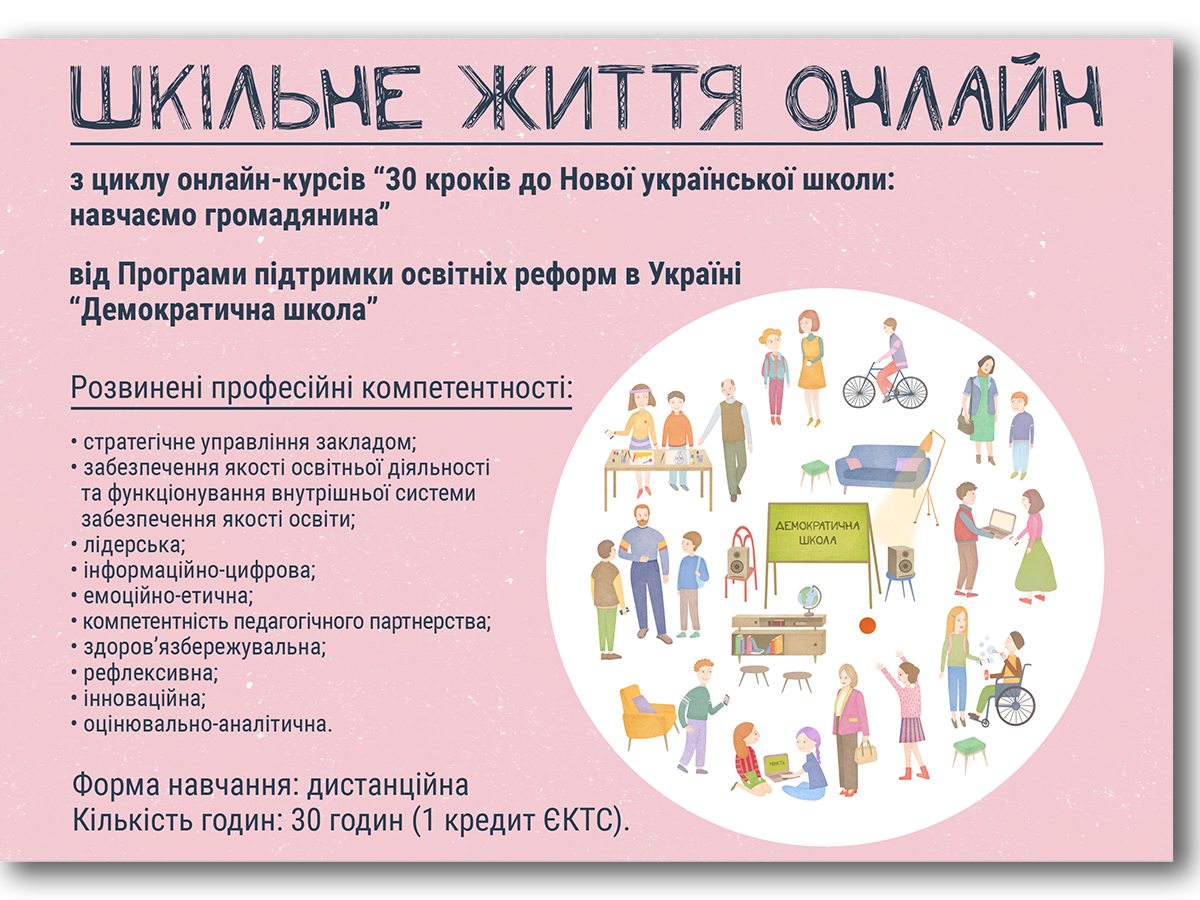 ШКІЛЬНЕ ЖИТТЯ ОНЛАЙН
з циклу онлайн-курсів “30 кроків до Нової української школи:
навчаємо громадянина”
від Програми підтримки освітніх реформ в Україні
“Демократична школа”
Розвинені професійні компетентності:
• стратегічне управління закладом;
• забезпечення якості освітньої діяльності
та функціонування внутрішньої системи
забезпечення якості освіти;
• лідерська;
• інформаційно-цифрова;
• емоційно-етична;
• компетентність педагогічного партнерства;
• здоров’язбережувальна;
• рефлексивна;
• інноваційна;
• оцінювально-аналітична.
ДЕМОКРАТИЧНА
ШКОЛА
Форма навчання: дистанційна
Кількість годин: 30 годин (1 кредит ЄКТС).